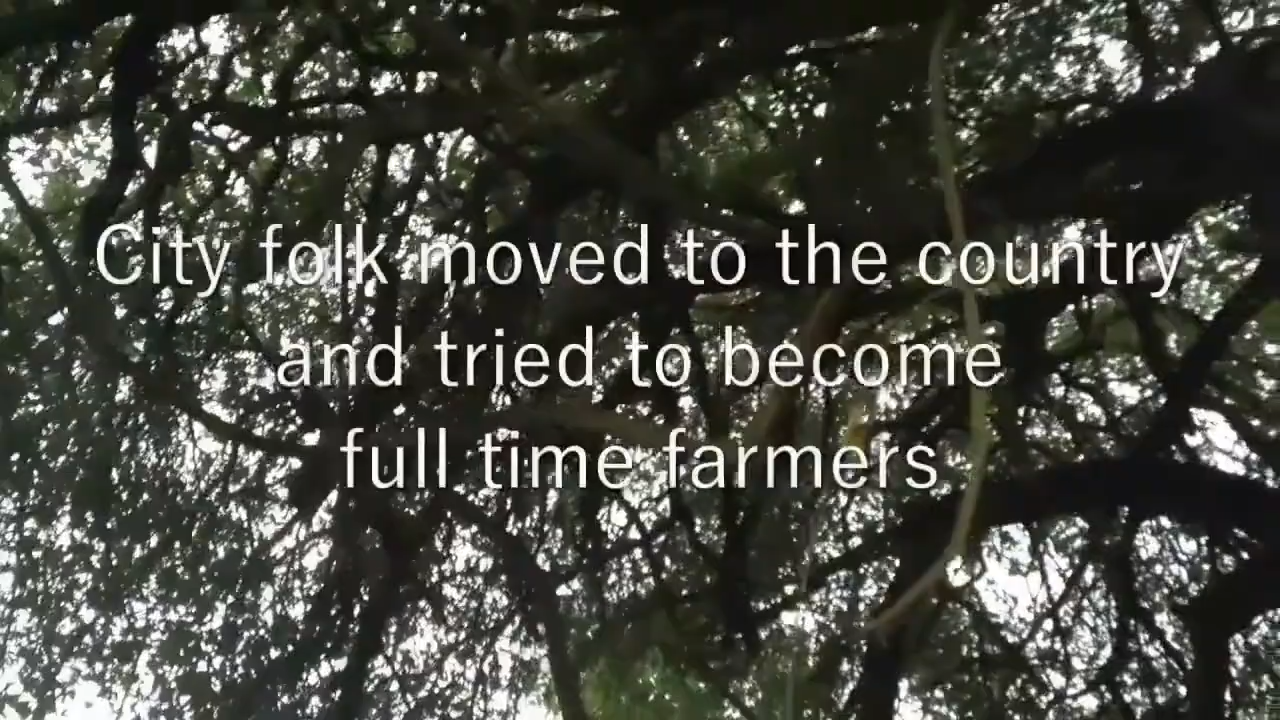 City folk moved to the country
and tried to become
full time farmers